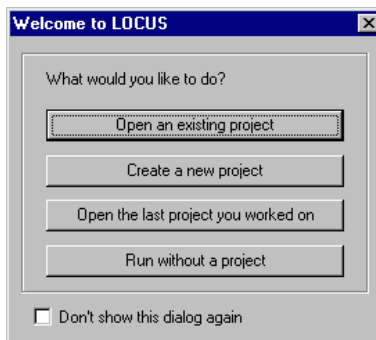 Welcome to LOCUS
What would you like to do?
Open an existing project
Create a new project
Open the last project you worked on
Run without a project
Don't show this dialog again